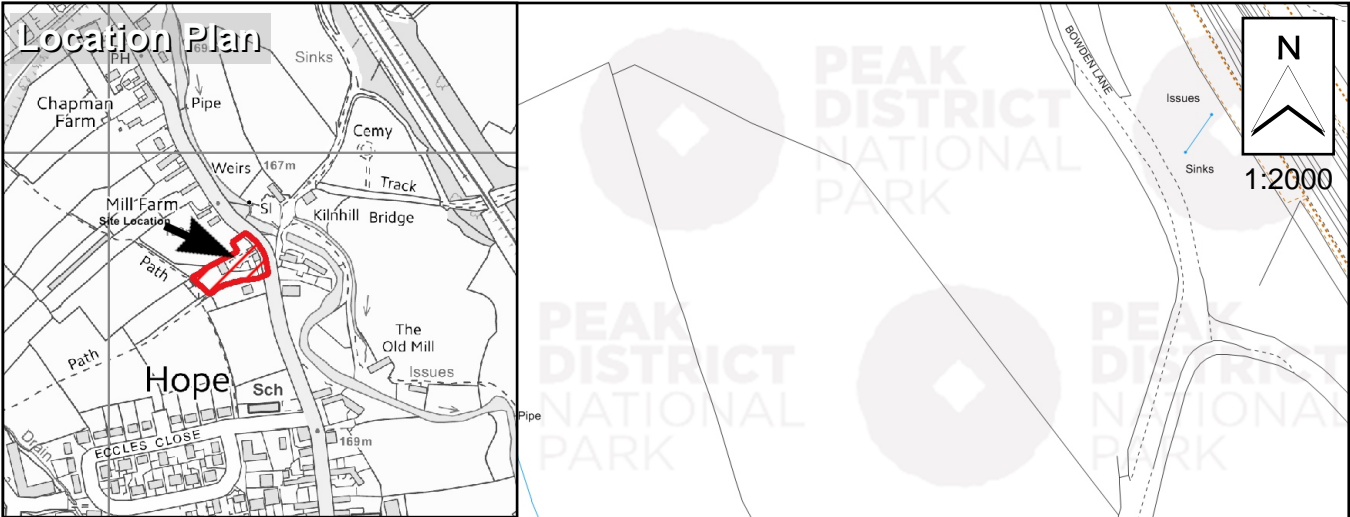 Location Plan
169
PH
Sinks
Chapman
Farm
Pipe
Cemy
Weirs
167m
Track
Mill Farm
Site Location
Sl
Kilnhill Bridge
Path
The
Old Mill
Path
Issues
Hope
Sch
ECCLES CLOSE
169m
Drain
BOWDEN LANE
Issues
Sinks
Pipe
N
1:2000
PEAK
DISTRICT
NATIONAL
PARK
PEAK
DISTRICT
NATIONAL
PARK
PEAK
DISTRICT
NATIONAL
PARK